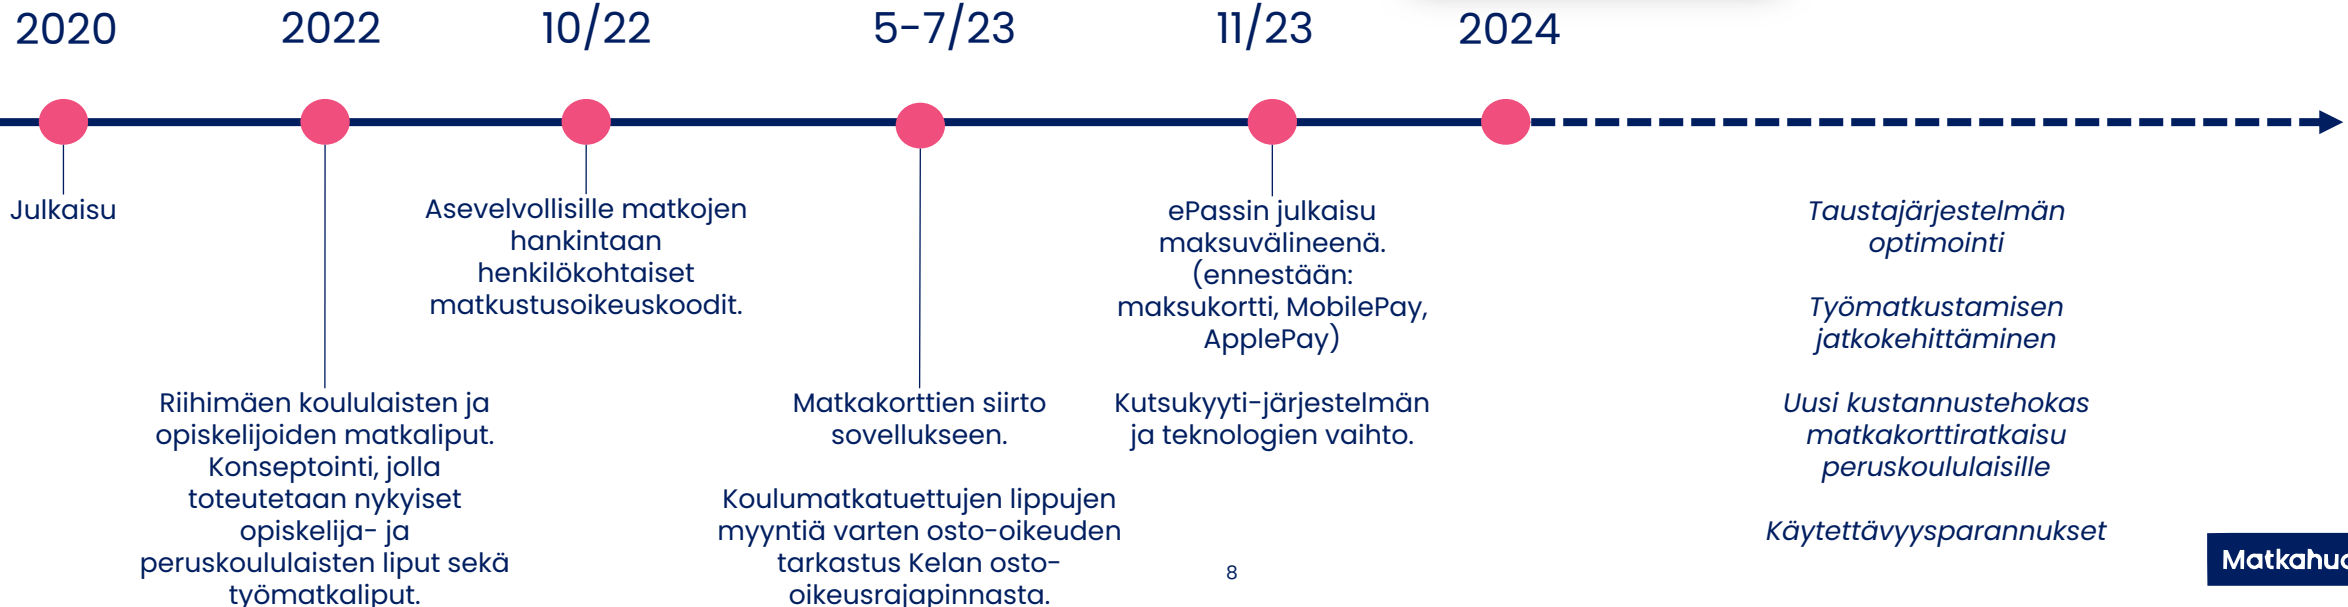 2020
2022
10/22
5-7/23
11/23
2024
Julkaisu
Riihimäen koululaisten ja
opiskelijoiden matkaliput.
Konseptointi, jolla
toteutetaan nykyiset
opiskelija- ja
peruskoululaisten liput sekä
työmatkaliput.
Asevelvollisille matkojen
hankintaan
henkilökohtaiset
matkustusoikeuskoodit.
Matkakorttien siirto
sovellukseen.
Koulumatkatuettujen lippujen
myyntiä varten osto-oikeuden
tarkastus Kelan osto-
oikeusrajapinnasta.
ePassin julkaisu
maksuvälineenä.
(ennestään:
maksukortti, MobilePay,
ApplePay)
Kutsukyyti-järjestelmän
ja teknologien vaihto.
Taustajärjestelmän
optimointi
Työmatkustamisen
jatkokehittäminen
Uusi kustannustehokas
matkakorttiratkaisu
peruskoululaisille
Käytettävyysparannukset
8